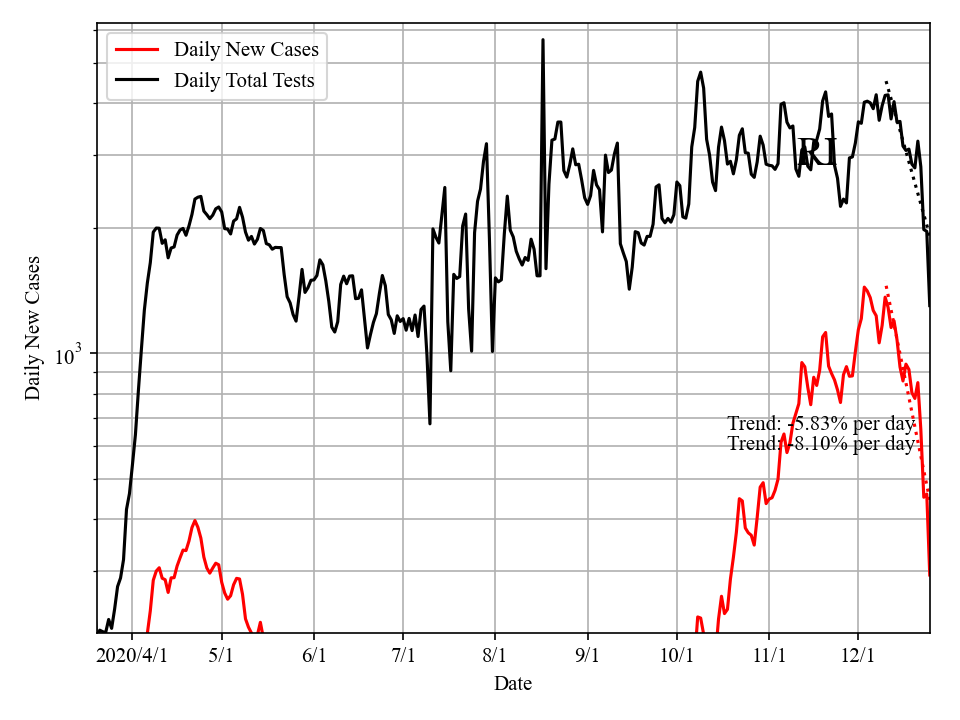 Daily New Cases
Daily Total Tests
RI
Daily New Cases
10^3
Trend: -5.83% per day
Trend: -8.10% per day
2020/4/1 5/1 6/1 7/1 8/1 9/1 10/1 11/1 12/1
Date